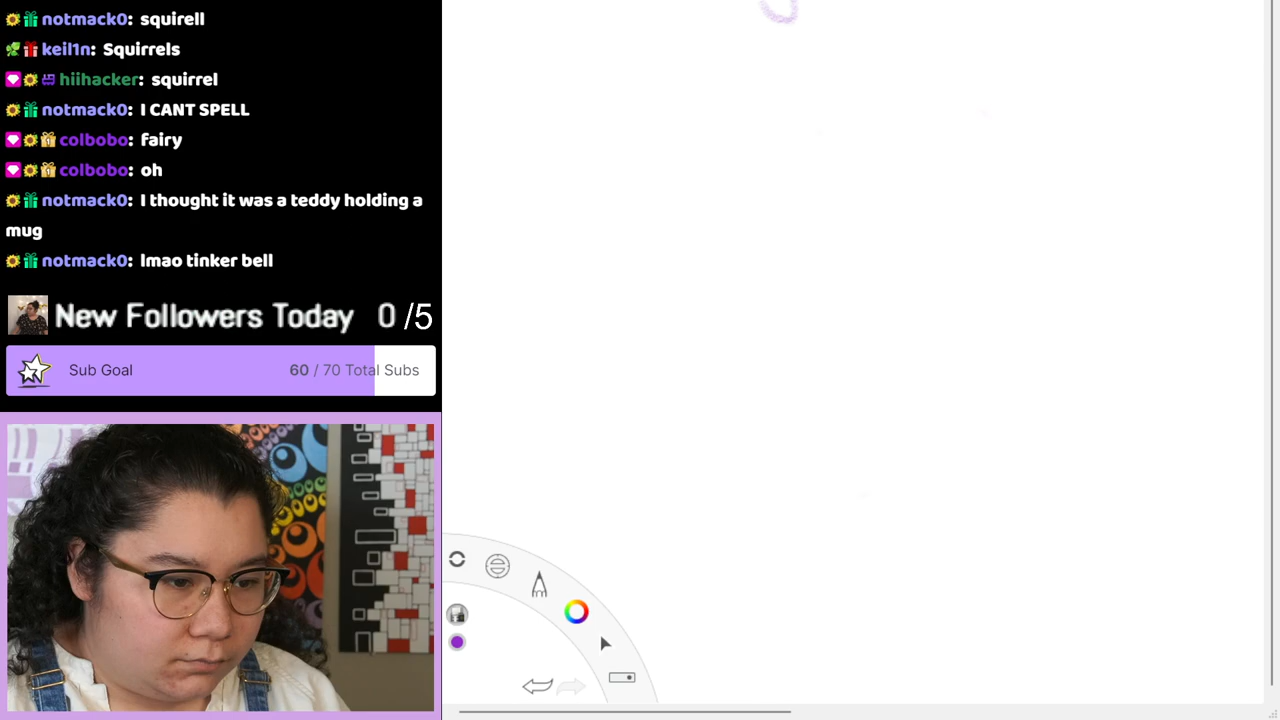 notmack0: squirell
keil1n: Squirrels
hiihacker: squirrel
notmack0: I CANT SPELL
colbobo: fairy
colbobo: oh
notmack0: I thought it was a teddy holding a
mug
notmack0: lmao tinker bell
New Followers Today 0 /5
Sub Goal 60 / 70 Total Subs